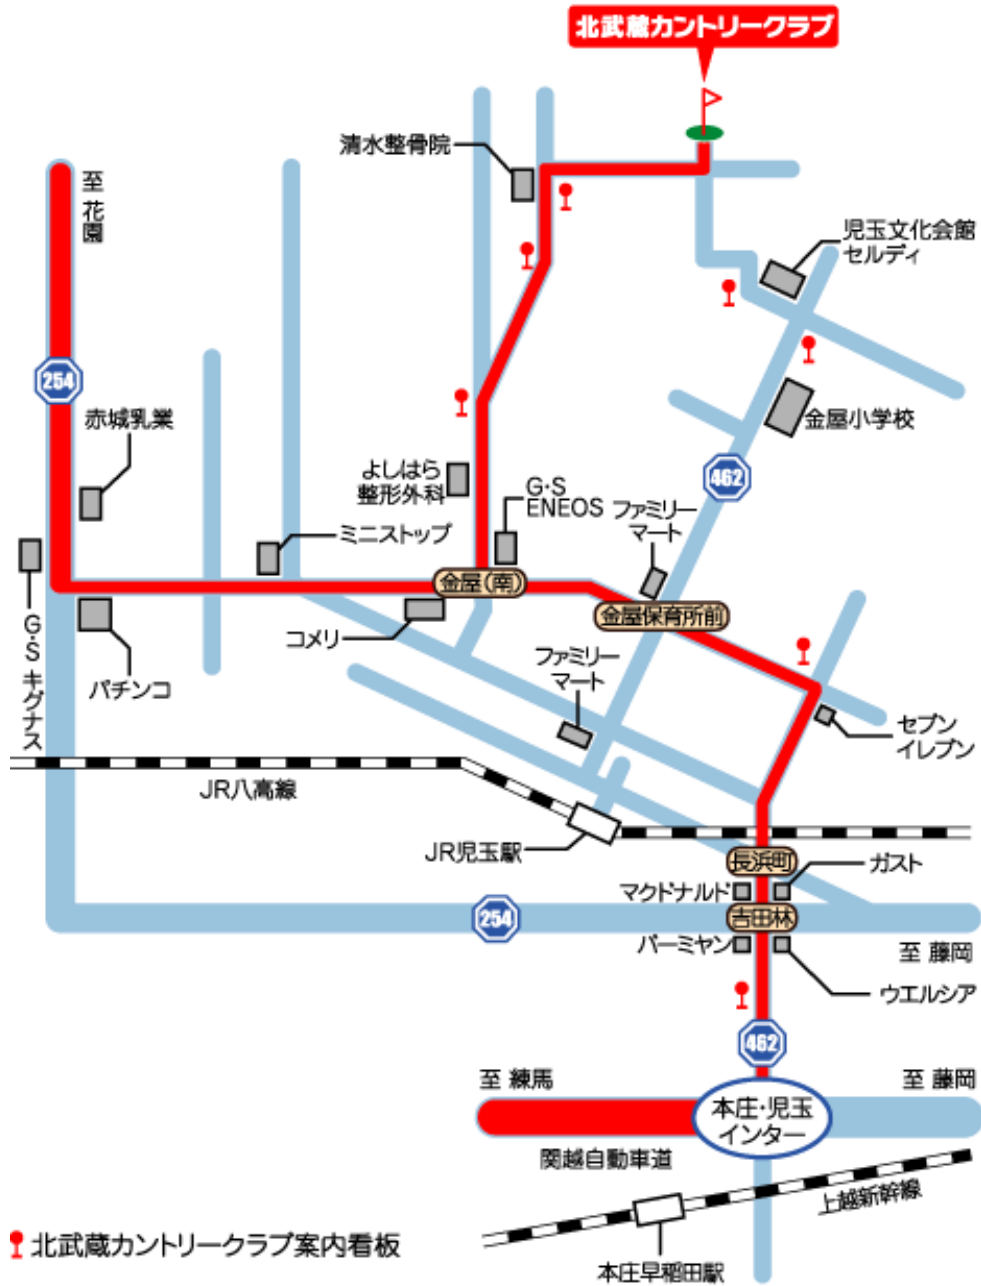 北武蔵カントリークラブ
清水整骨院
至 花園
児玉文化会館
セルディ
254
赤城乳業
金屋小学校
462
よしはら
整形外科
G・S
ENEOS
ファミリー
マート
ミニストップ
金屋(南)
金屋保育所前
コメリ
G・S キグナス
パチンコ
ファミリー
マート
セブン
イレブン
JR八高線
JR児玉駅
長浜町
ガスト
マクドナルド
254
吉田林
バーミヤン
至 藤岡
ウエルシア
462
至 練馬
至 藤岡
本庄・児玉
インター
関越自動車道
上越新幹線
本庄早稲田駅
北武蔵カントリークラブ案内看板